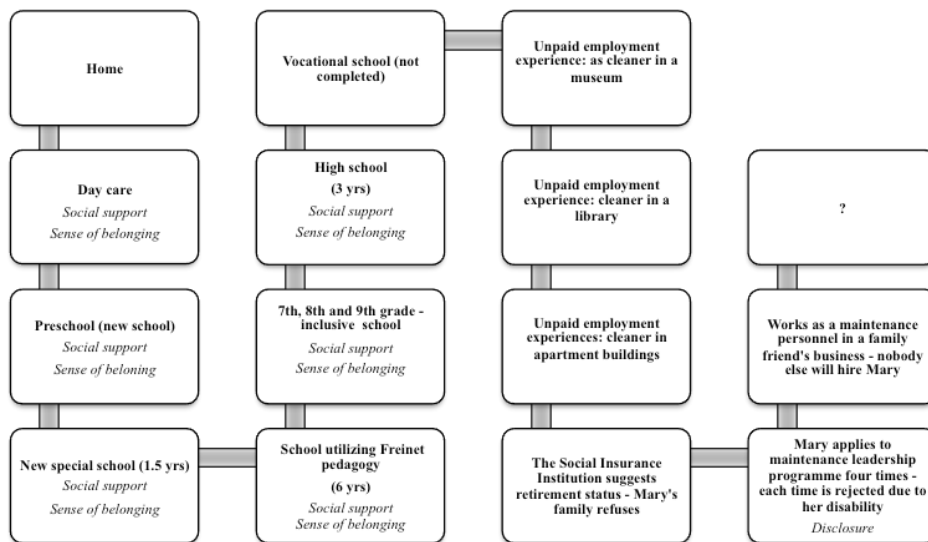 Home
Day care
Social support
Sense of belonging
Preschool (new school)
Social support
Sense of beloning
New special school (1.5 yrs)
Social support
Sense of belonging
School utilizing Freinet
pedagogy
(6 yrs)
Social support
Sense of belonging
7th, 8th and 9th grade -
inclusive school
Social support
Sense of belonging
High school
(3 yrs)
Social support
Sense of belonging
Vocational school (not
completed)
Unpaid employment
experience: as cleaner in a
museum
Unpaid employment
experience: cleaner in a
library
Unpaid employment
experiences: cleaner in
apartment buildings
The Social Insurance
Institution suggests
retirement status - Mary's
family refuses
Mary applies to
maintenance leadership
programme four times -
each time is rejected due to
her disability
Disclosure
Works as a maintenance
personnel in a family
friend's business - nobody
else will hire Mary
?